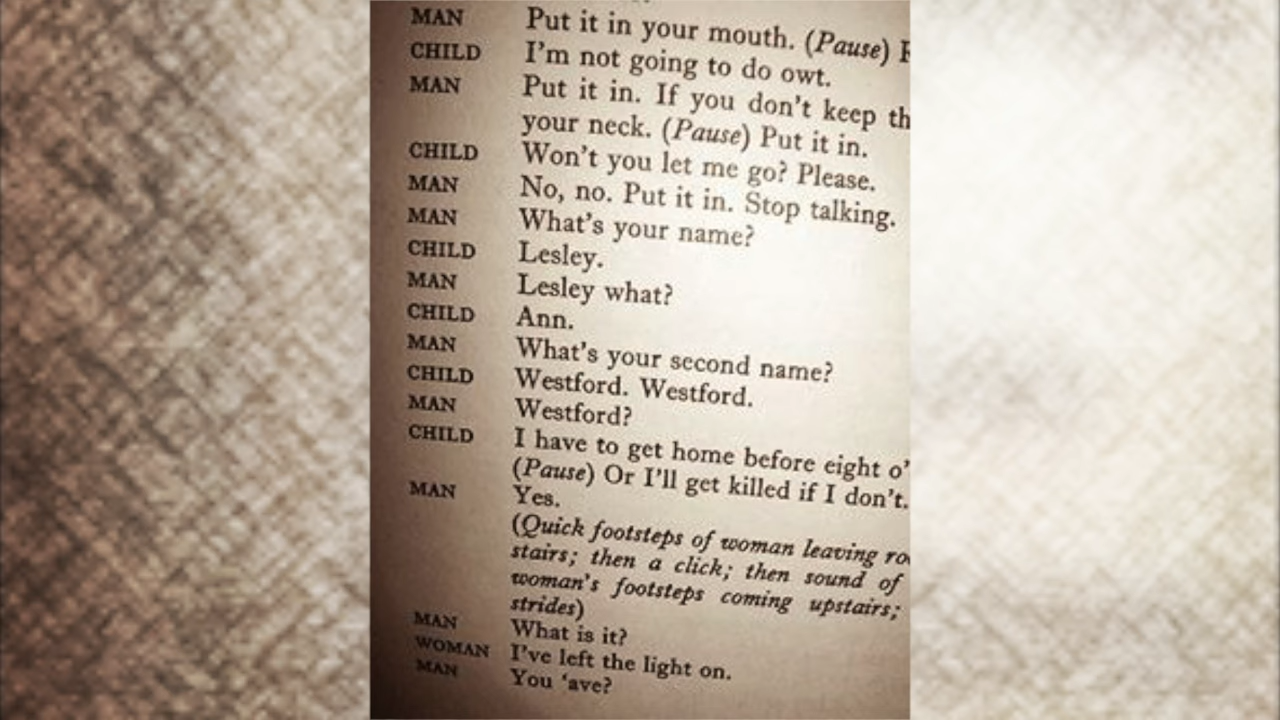 MAN Put it in your mouth. (Pause)
CHILD I'm not going to do owt.
MAN Put it in. If you don't keep th
your neck. (Pause) Put it in.
CHILD Won't you let me go? Please.
MAN No, no. Put it in. Stop talking.
MAN What's your name?
CHILD Lesley.
MAN Lesley what?
CHILD Ann.
MAN What's your second name?
CHILD Westford. Westford.
MAN Westford?
CHILD I have to get home before eight o'
(Pause) Or I'll get killed if I don't.
MAN Yes.
(Quick footsteps of woman leaving ro
stairs; then a click; then sound of
woman's footsteps coming upstairs;
strides)
MAN What is it?
WOMAN I've left the light on.
MAN You 'ave?